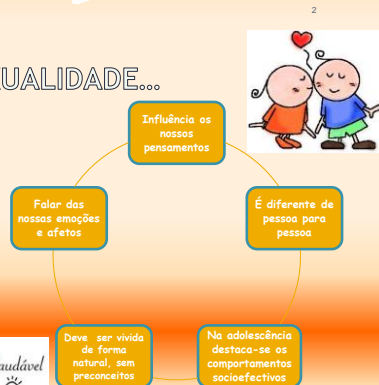 2
UALIDADE...
Influência os
nossos
pensamentos
É diferente de
pessoa para
pessoa
Na adolescência
destaca-se os
comportamentos
socioefectivos
Deve ser vivida
de forma
natural, sem
preconceitos
Falar das
nossas emoções
e afetos
audável